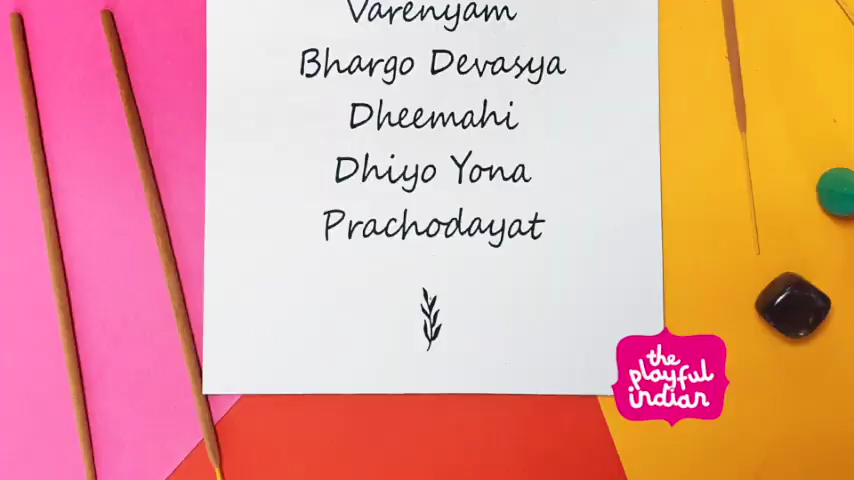 Varenyam
Bhargo Devasya
Dheemahi
Dhiyo Yona
Prachodayat
the
playful
indian